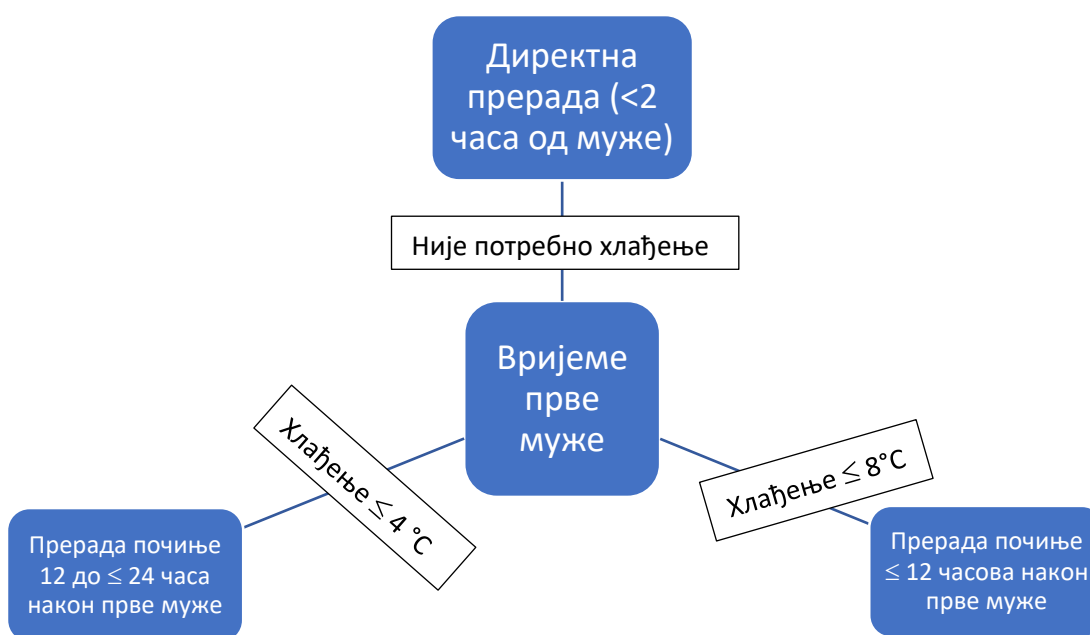 Директна
прерада (<2
часа од муже)
Није потребно хлађење
Вријеме
прве
муже
Хлађење ≤ 4 °C
Хлађење ≤ 8°C
Прерада почиње
12 до ≤ 24 часа
након прве муже
Прерада почиње
≤ 12 часова након
прве муже